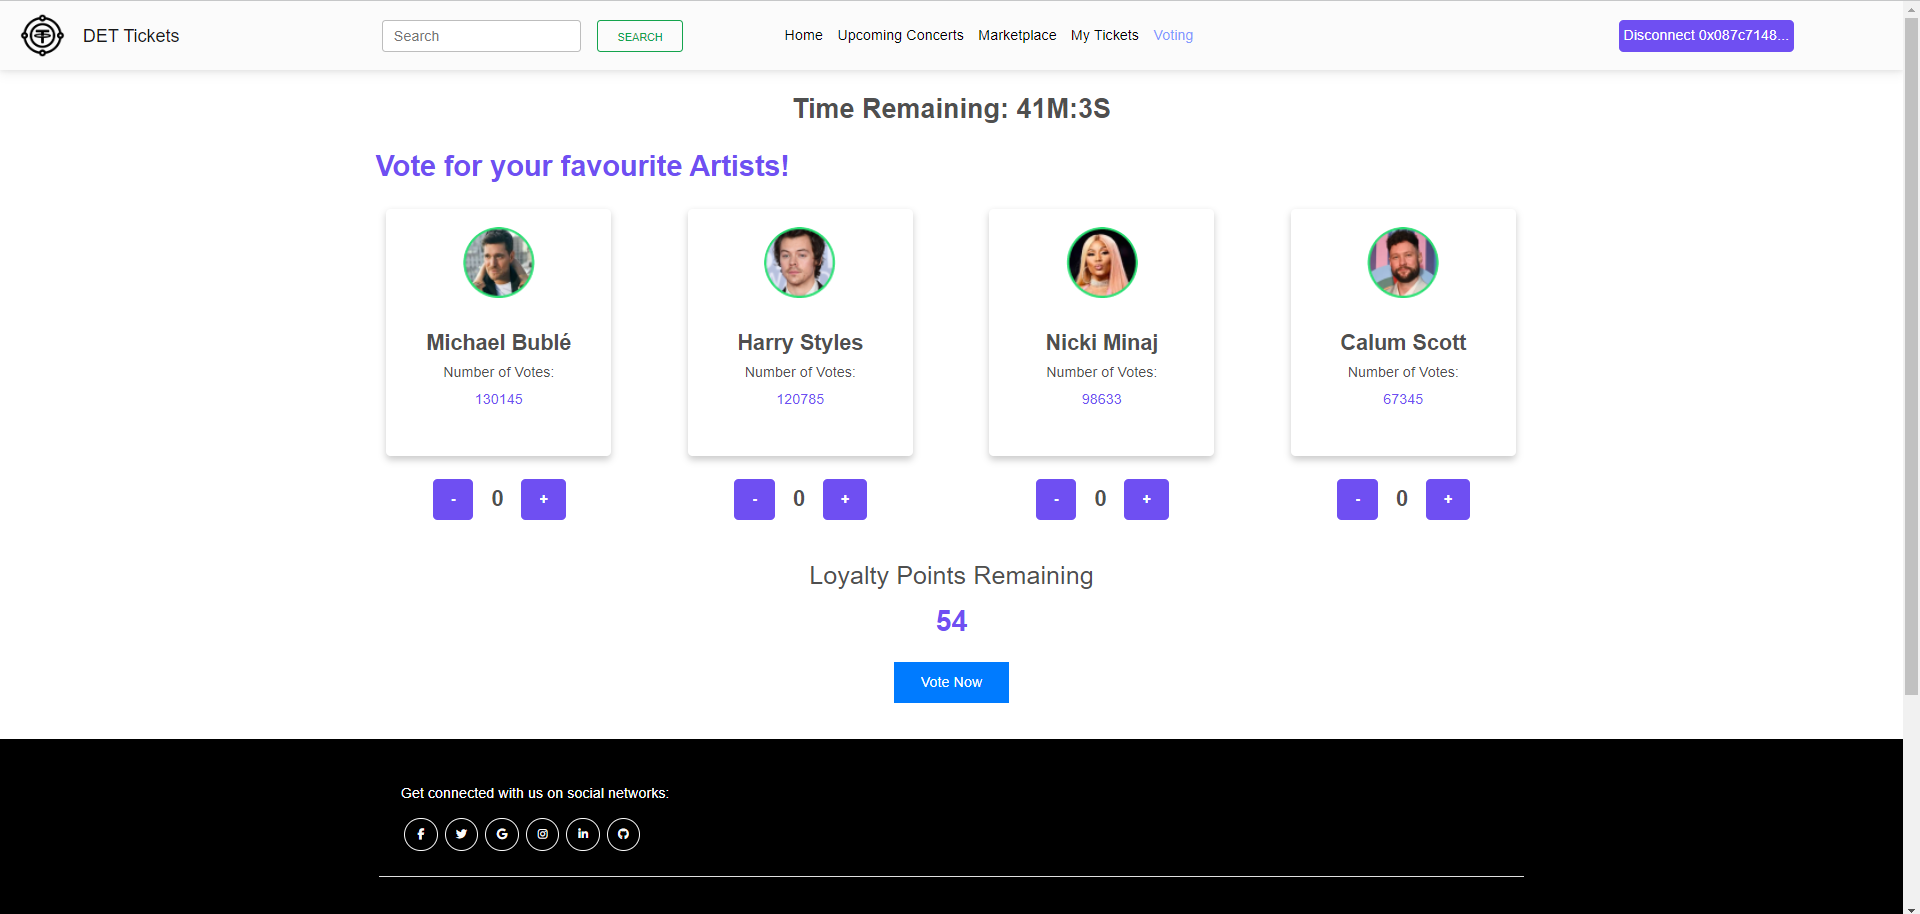 DET Tickets
Search
SEARCH
Home
Upcoming Concerts
Marketplace
My Tickets
Voting
Disconnect 0x087c7148...
Time Remaining: 41M:3S
Vote for your favourite Artists!
Michael Bublé
Number of Votes:
130145
Harry Styles
Number of Votes:
120785
Nicki Minaj
Number of Votes:
98633
Calum Scott
Number of Votes:
67345
- 0 +
- 0 +
- 0 +
- 0 +
Loyalty Points Remaining
54
Vote Now
Get connected with us on social networks: